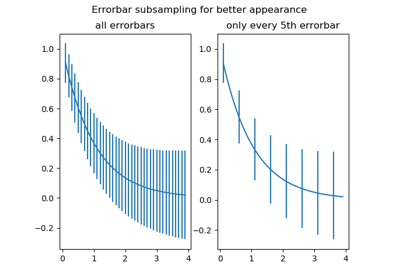 Errorbar subsampling for better appearance
all errorbars
only every 5th errorbar
1.0
0.8
0.6
0.4
0.2
0.0
−0.2
0 1 2 3 4
1.0
0.8
0.6
0.4
0.2
0.0
−0.2
0 1 2 3 4